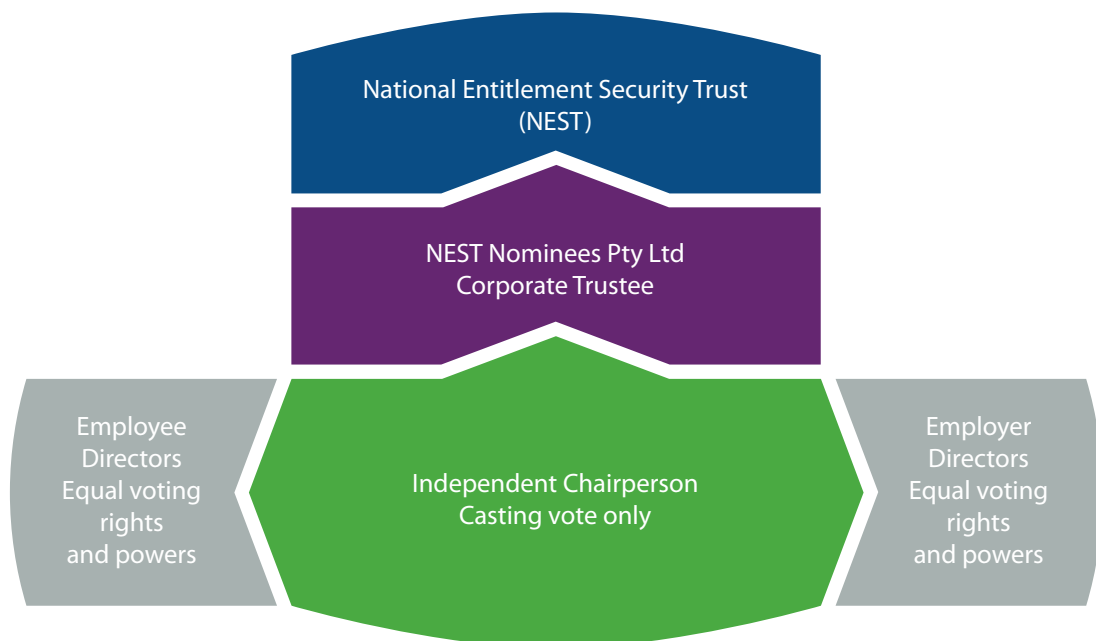 National Entitlement Security Trust
(NEST)
NEST Nominees Pty Ltd
Corporate Trustee
Employee
Directors
Equal voting
rights
and powers
Independent Chairperson
Casting vote only
Employer
Directors
Equal voting
rights
and powers